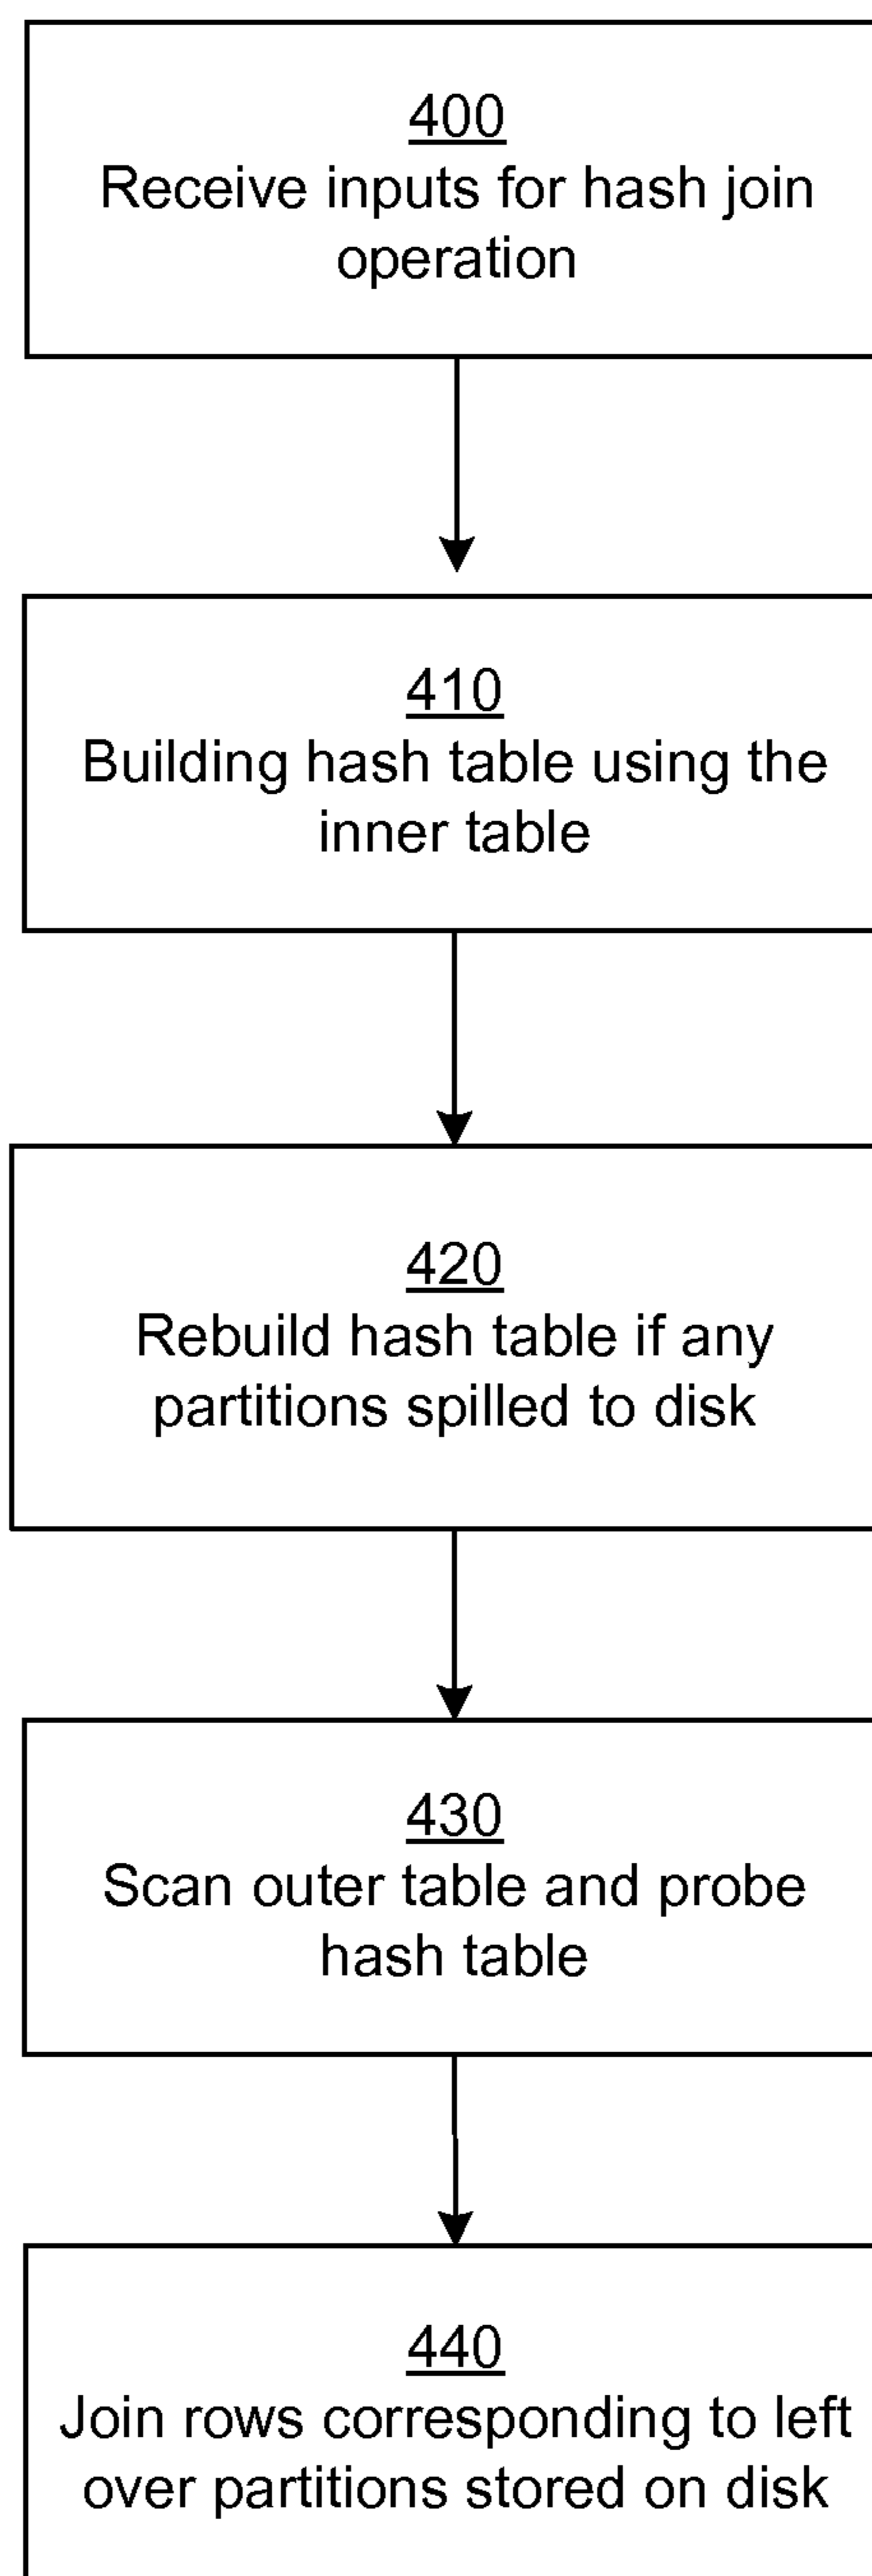 400
Receive inputs for hash join
operation
410
Building hash table using the
inner table
420
Rebuild hash table if any
partitions spilled to disk
430
Scan outer table and probe
hash table
440
Join rows corresponding to left
over partitions stored on disk